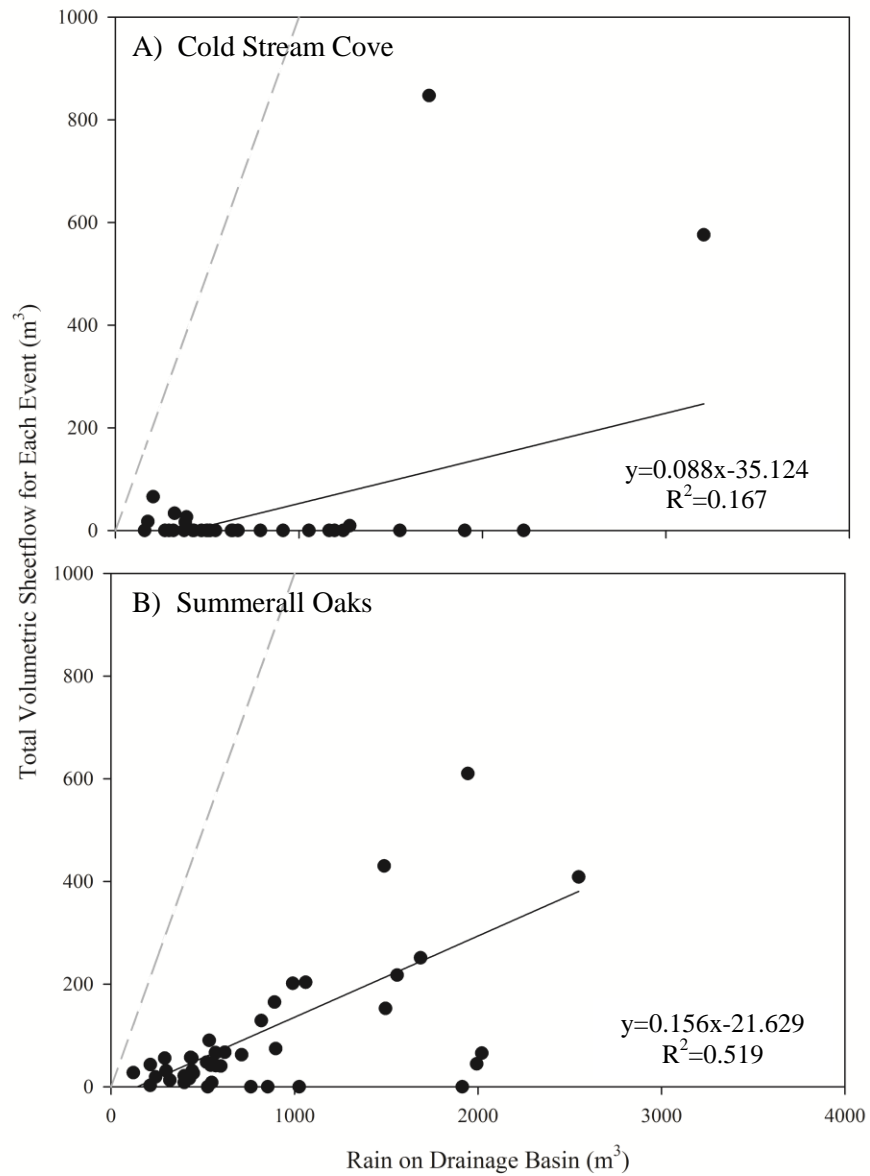 1000
A) Cold Stream Cove
800
600
400
200
0
y=0.088x-35.124
R²=0.167
Total Volumetric Sheetflow for Each Event (m³)
1000
B) Summerall Oaks
800
600
400
200
0
y=0.156x-21.629
R²=0.519
0 1000 2000 3000 4000
Rain on Drainage Basin (m³)